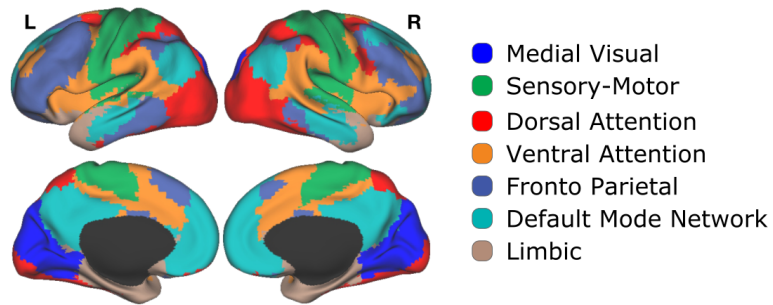 L R
Medial Visual
Sensory-Motor
Dorsal Attention
Ventral Attention
Fronto Parietal
Default Mode Network
Limbic